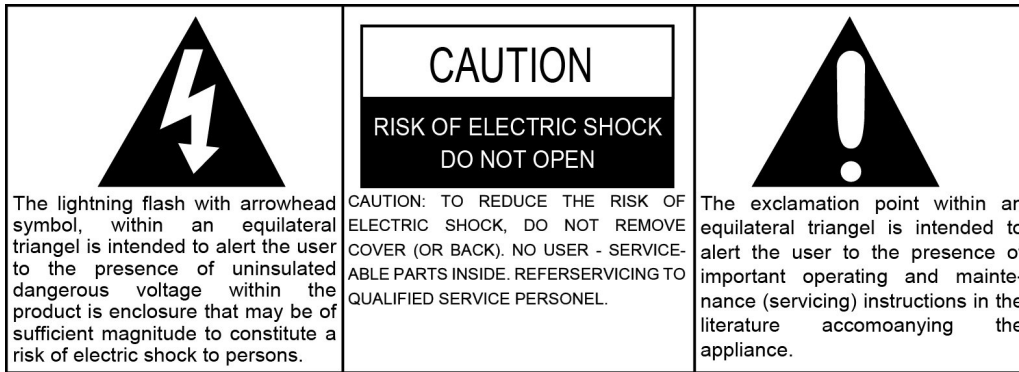 The lightning flash with arrowhead
symbol, within an equilateral
triangel is intended to alert the user
to the presence of uninsulated
dangerous voltage within the
product is enclosure that may be of
sufficient magnitude to constitute a
risk of electric shock to persons.
CAUTION
RISK OF ELECTRIC SHOCK
DO NOT OPEN
CAUTION: TO REDUCE THE RISK OF
ELECTRIC SHOCK, DO NOT REMOVE
COVER (OR BACK). NO USER - SERVICE-
ABLE PARTS INSIDE. REFERSERVICING TO
QUALIFIED SERVICE PERSONEL.
The exclamation point within an
equilateral triangel is intended to
alert the user to the presence of
important operating and mainte-
nance (servicing) instructions in the
literature accomoanying the
appliance.